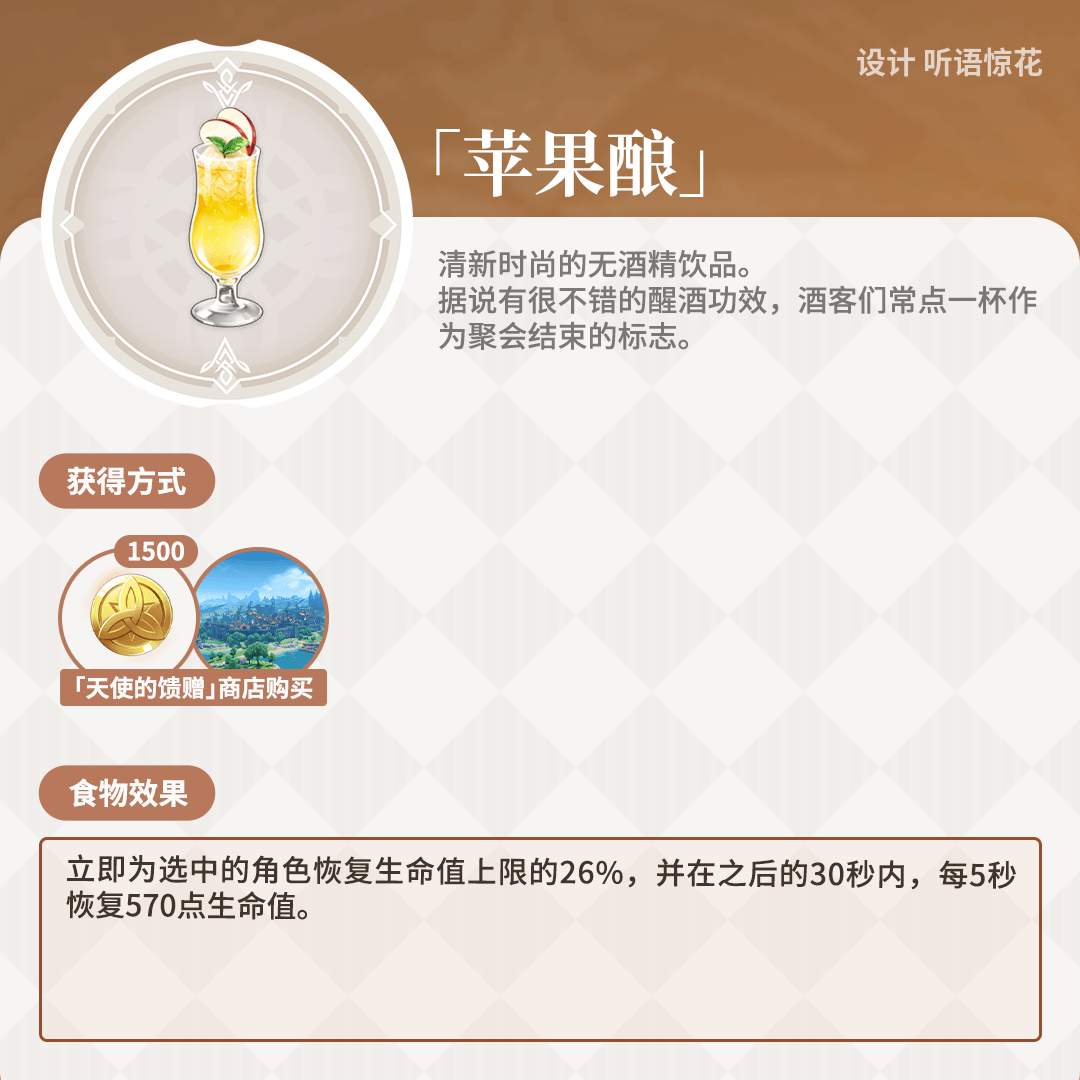 设计 听语惊花
「苹果酿」
清新时尚的无酒精饮品。
据说有很不错的醒酒功效，酒客们常点一杯作
为聚会结束的标志。
获得方式
1500
「天使的馈赠」商店购买
食物效果
立即为选中的角色恢复生命值上限的26%，并在之后的30秒内，每5秒
恢复570点生命值。